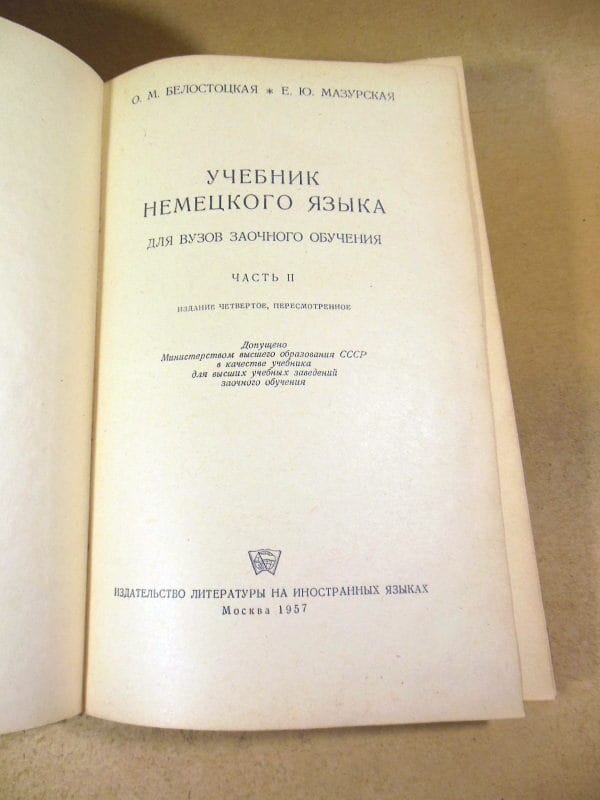 О. М. БЕЛОСТОЦКАЯ * Е. Ю. МАЗУРСКАЯ
УЧЕБНИК
НЕМЕЦКОГО ЯЗЫКА
ДЛЯ ВУЗОВ ЗАОЧНОГО ОБУЧЕНИЯ
ЧАСТЬ II
ИЗДАНИЕ ЧЕТВЕРТОЕ, ПЕРЕСМОТРЕННОЕ
Допущено
Министерством высшего образования СССР
в качестве учебника
для высших учебных заведений
заочного обучения
ИЗДАТЕЛЬСТВО ЛИТЕРАТУРЫ НА ИНОСТРАННЫХ ЯЗЫКАХ
Москва 1957